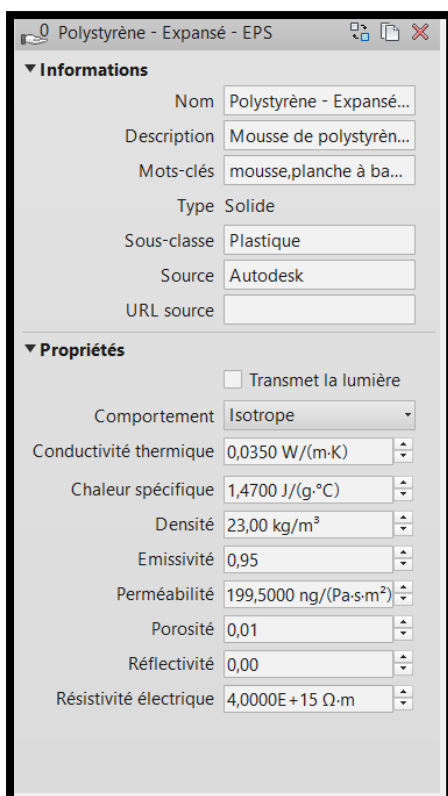 0 Polystyrène - Expansé - EPS
Informations
Nom Polystyrène - Expansé...
Description Mousse de polystyrèn...
Mots-clés mousse,planche à ba...
Type Solide
Sous-classe Plastique
Source Autodesk
URL source
Propriétés
Transmet la lumière
Comportement Isotrope
Conductivité thermique 0,0350 W/(m·K)
Chaleur spécifique 1,4700 J/(g·°C)
Densité 23,00 kg/m³
Emissivité 0,95
Perméabilité 199,5000 ng/(Pa·s·m²)
Porosité 0,01
Réflectivité 0,00
Résistivité électrique 4,0000E+15 Ω·m